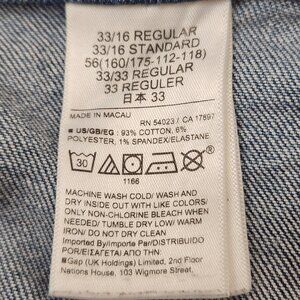 33/16 REGULAR
33/16 STANDARD
56(160/175-112-118)
33/33 REGULAR
33 REGULER
日本 33
MADE IN MACAU
RN 54023 / CA 17897
■ US/GB/EG : 93% COTTON, 6%
POLYESTER, 1% SPANDEX/ELASTANE
30
1166
MACHINE WASH COLD/ WASH AND
DRY INSIDE OUT WITH LIKE COLORS/
ONLY NON-CHLORINE BLEACH WHEN
NEEDED/ TUMBLE DRY LOW/ WARM
IRON/ DO NOT DRY CLEAN
Imported By/Importe Par/DISTRIBUIDO
POR/ΕΙΣΑΓΕΤΑΙ ΑΠΟ TH:
■ Gap (UK Holdings) Limited, 2nd Floor
Nations House, 103 Wigmore Street,